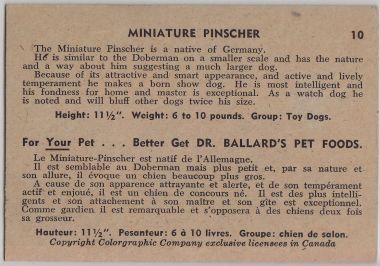 MINIATURE PINSCHER 10
The Miniature Pinscher is a native of Germany.
He is similar to the Doberman on a smaller scale and has the nature
and a way about him suggesting a much larger dog.
Because of its attractive and smart appearance, and active and lively
temperament he makes a born show dog. He is most intelligent and
his fondness for home and master is exceptional. As a watch dog he
is noted and will bluff other dogs twice his size.
Height: 11½". Weight: 6 to 10 pounds. Group: Toy Dogs.
For Your Pet . . . Better Get DR. BALLARD'S PET FOODS.
Le Miniature-Pinscher est natif de l'Allemagne.
Il est semblable au Doberman mais plus petit et, par sa nature et
son allure, il évoque un chien beaucoup plus gros.
A cause de son apparence attrayante et alerte, et de son tempérament
actif et enjoué, il est un chien de concours né. Il est des plus intelli-
gents et son attachement à son maître et son gîte est exceptionnel.
Comme gardien il est remarquable et s'opposera à des chiens deux fois
sa grosseur.
Hauteur: 11½". Pesanteur: 6 à 10 livres. Groupe: chien de salon.
Copyright Colorgraphic Company exclusive licensees in Canada